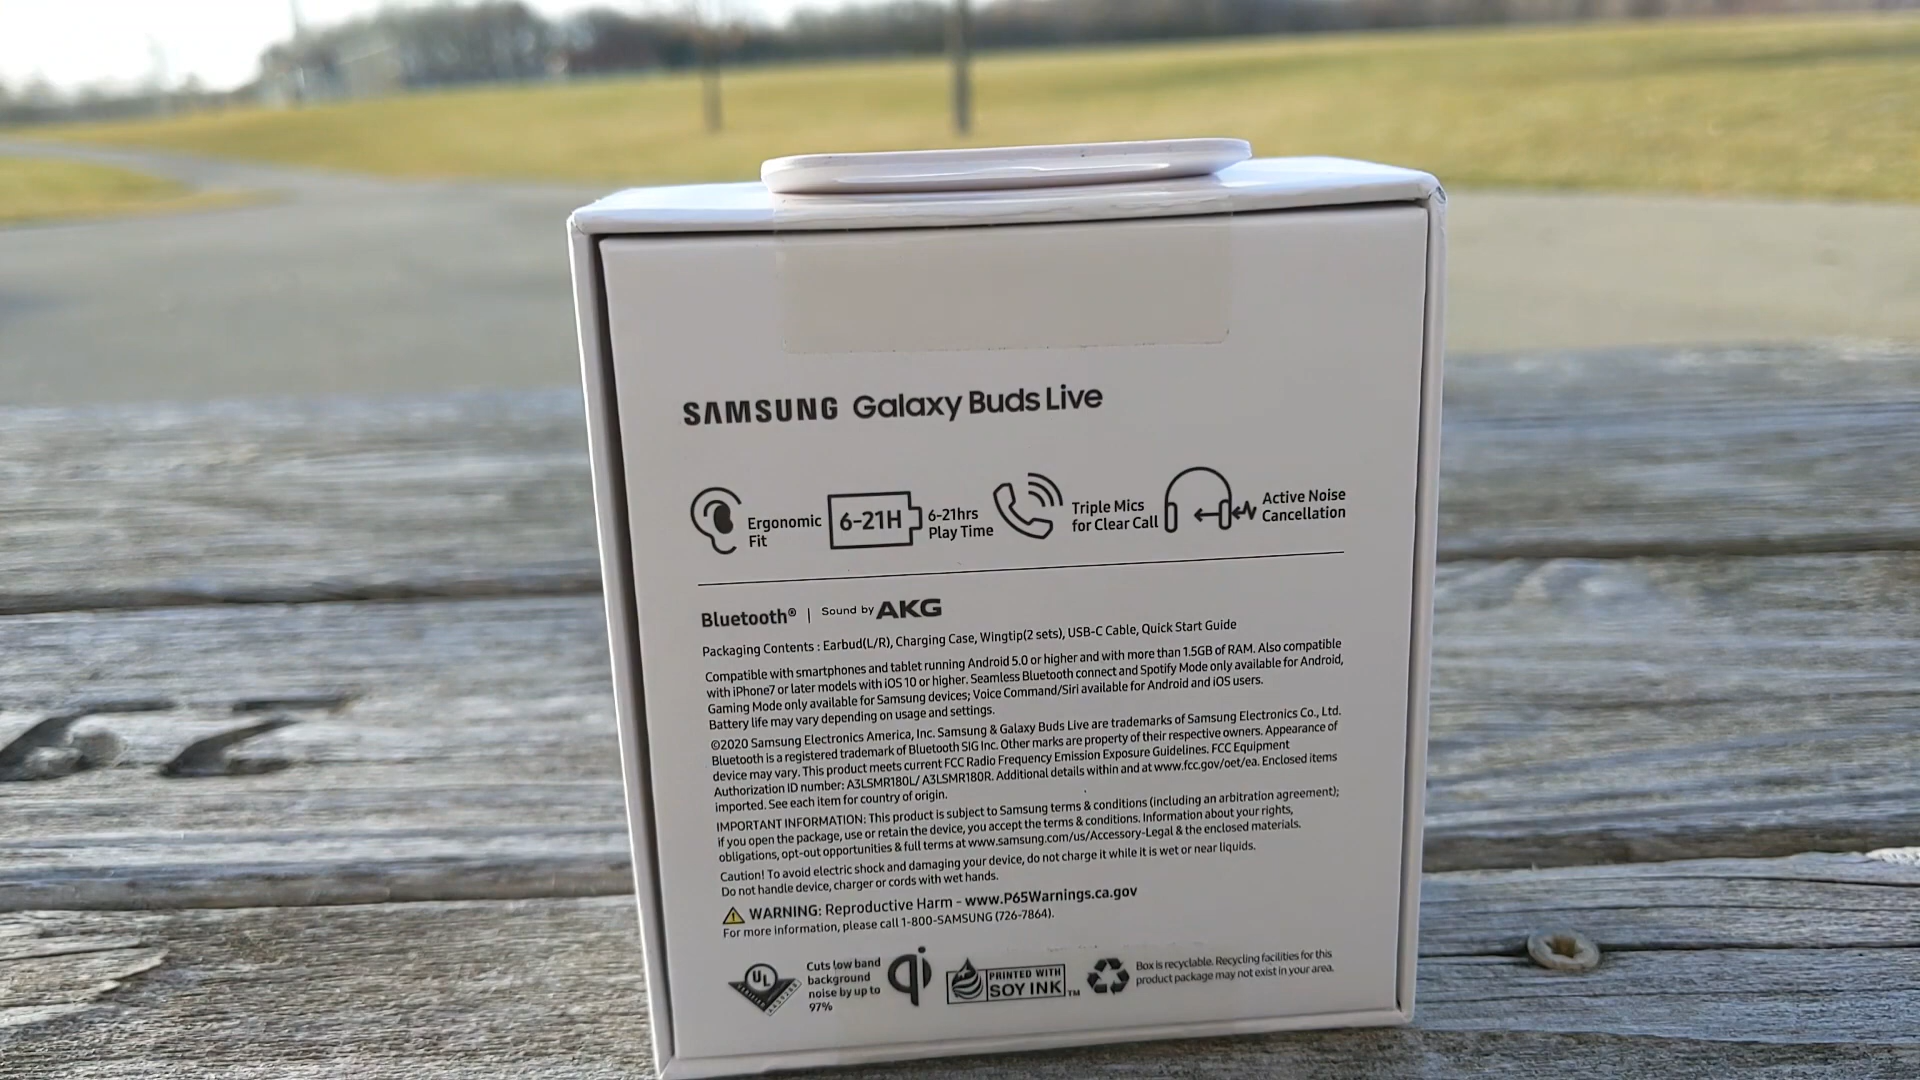 SAMSUNG Galaxy Buds Live
Ergonomic
Fit
6-21H
6-21hrs
Play Time
Triple Mics
for Clear Call
Active Noise
Cancellation
Bluetooth® | Sound by AKG
Packaging Contents : Earbud(L/R), Charging Case, Wingtip(2 sets), USB-C Cable, Quick Start Guide
Compatible with smartphones and tablet running Android 5.0 or higher and with more than 1.5GB of RAM. Also compatible
with iPhone7 or later models with iOS 10 or higher. Seamless Bluetooth connect and Spotify Mode only available for Android,
Gaming Mode only available for Samsung devices; Voice Command/Siri available for Android and iOS users.
Battery life may vary depending on usage and settings.
©2020 Samsung Electronics America, Inc. Samsung & Galaxy Buds Live are trademarks of Samsung Electronics Co., Ltd.
Bluetooth is a registered trademark of Bluetooth SIG Inc. Other marks are property of their respective owners. Appearance of
device may vary. This product meets current FCC Radio Frequency Emission Exposure Guidelines. FCC Equipment
Authorization ID number: A3LSMR180L/ A3LSMR180R. Additional details within and at www.fcc.gov/oet/ea. Enclosed items
imported. See each item for country of origin.
IMPORTANT INFORMATION: This product is subject to Samsung terms & conditions (including an arbitration agreement);
if you open the package, use or retain the device, you accept the terms & conditions. Information about your rights,
obligations, opt-out opportunities & full terms at www.samsung.com/us/Accessory-Legal & the enclosed materials.
Caution! To avoid electric shock and damaging your device, do not charge it while it is wet or near liquids.
Do not handle device, charger or cords with wet hands.
WARNING: Reproductive Harm - www.P65Warnings.ca.gov
For more information, please call 1-800-SAMSUNG (726-7864).
UL
Cuts low band
background
noise by up to
97%
qi
PRINTED WITH
SOY INK TM
Box is recyclable. Recycling facilities for this
product package may not exist in your area.